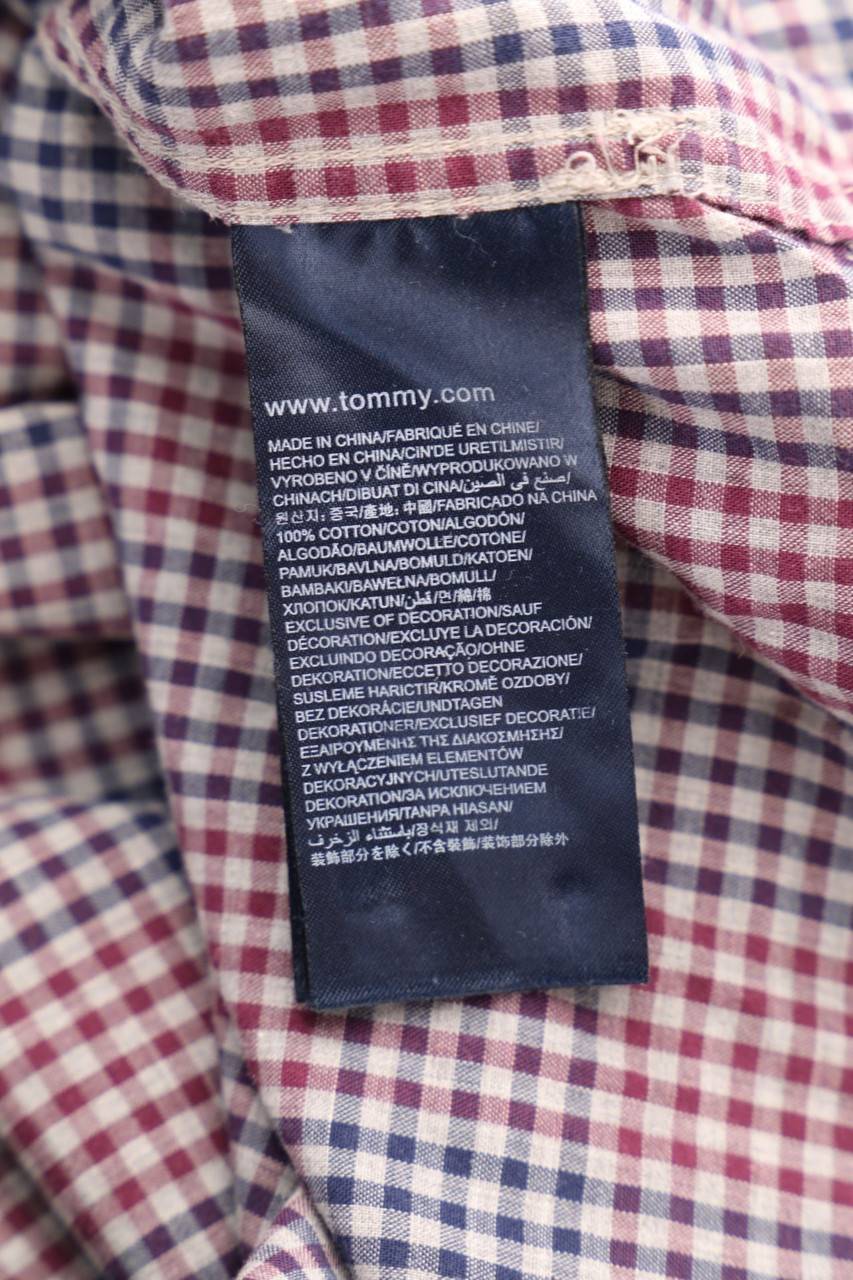 www.tommy.com
MADE IN CHINA/FABRIQUÉ EN CHINE/
HECHO EN CHINA/CIN'DE URETILMISTIR/
VYROBENO V ČÍNĚ/WYPRODUKOWANO W
CHINACH/DIBUAT DI CINA/صنع في الصين/
원산지: 중국/產地: 中國/FABRICADO NA CHINA
100% COTTON/COTON/ALGODÓN/
ALGODÃO/BAUMWOLLE/COTONE/
PAMUK/BAVLNA/BOMULD/KATOEN/
BAMBAKI/BAWEŁNA/BOMULL/
ХЛОПОК/KATUN/قطن/면/綿/棉
EXCLUSIVE OF DECORATION/SAUF
DÉCORATION/EXCLUYE LA DECORACIÓN/
EXCLUINDO DECORAÇÃO/OHNE
DEKORATION/ECCETTO DECORAZIONE/
SUSLEME HARICTIR/KROMĚ OZDOBY/
BEZ DEKORÁCIE/UNDTAGEN
DEKORATIONER/EXCLUSIEF DECORATIE/
ΕΞΑΙΡΟΥΜΕΝΗΣ ΤΗΣ ΔΙΑΚΟΣΜΗΣΗΣ/
Z WYŁĄCZENIEM ELEMENTÓW
DEKORACYJNYCH/UTESLUTANDE
DEKORATION/ЗА ИСКЛЮЧЕНИЕМ
УКРАШЕНИЯ/TANPA HIASAN/
باستثناء الزخرف/장식재 제외/
装飾部分を除く/不含裝飾/装饰部分除外